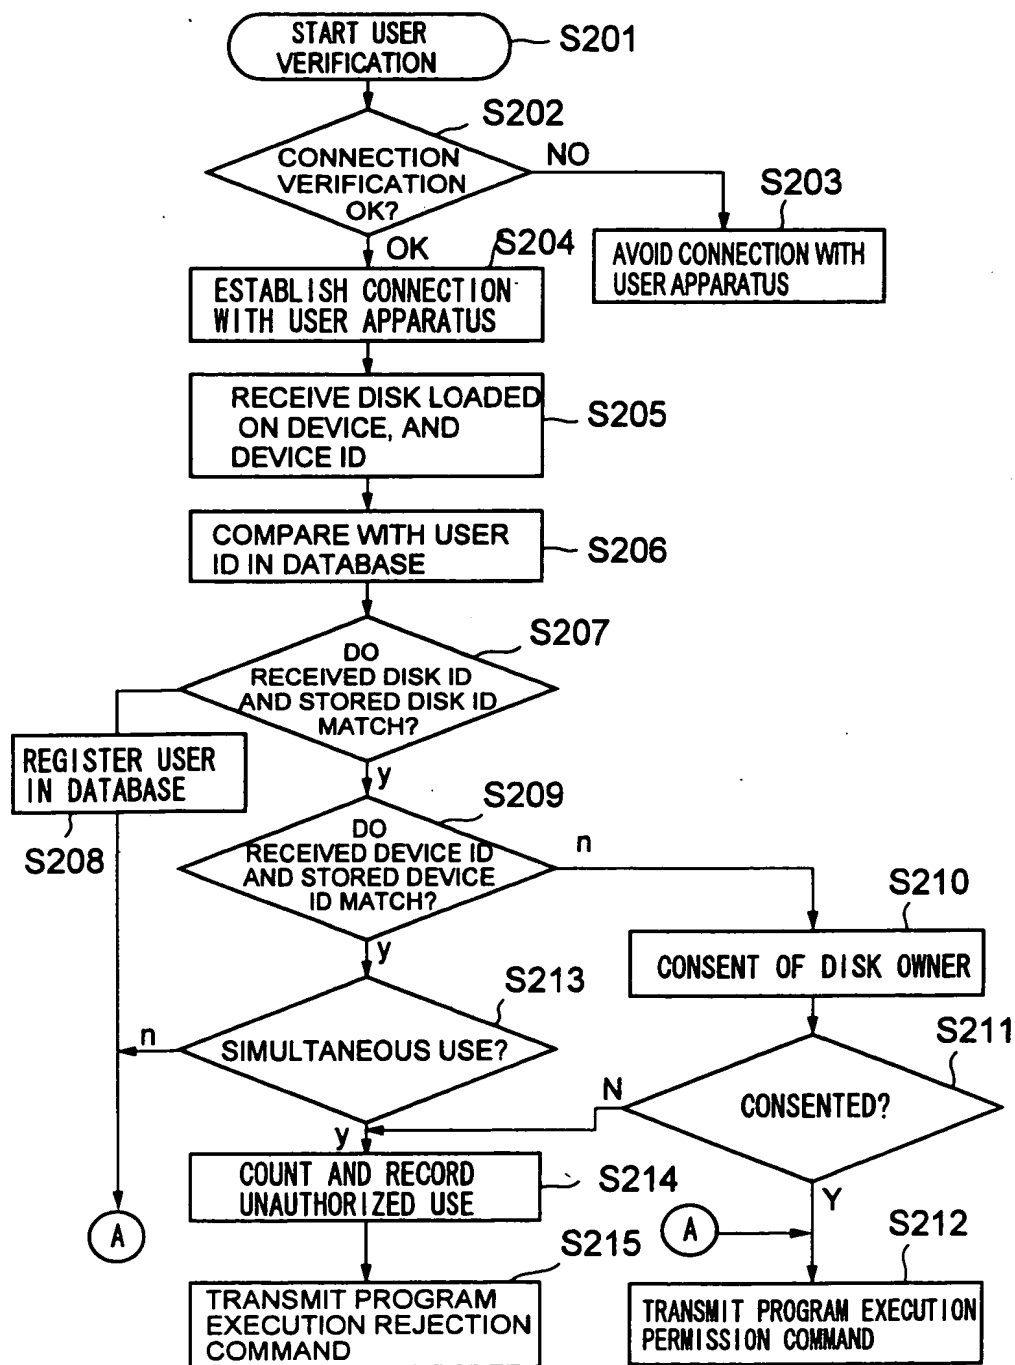 START USER
VERIFICATION
S201
S202
CONNECTION
VERIFICATION
OK?
NO
S203
AVOID CONNECTION WITH
USER APPARATUS
OK
S204
ESTABLISH CONNECTION
WITH USER APPARATUS
RECEIVE DISK LOADED
ON DEVICE, AND
DEVICE ID
S205
COMPARE WITH USER
ID IN DATABASE
S206
S207
DO
RECEIVED DISK ID
AND STORED DISK ID
MATCH?
REGISTER USER
IN DATABASE
S208
y
S209
DO
RECEIVED DEVICE ID
AND STORED DEVICE
ID MATCH?
n
S210
CONSENT OF DISK OWNER
y
S213
SIMULTANEOUS USE?
n
S211
CONSENTED?
N
y
COUNT AND RECORD
UNAUTHORIZED USE
S214
Y
A
A
S215
TRANSMIT PROGRAM
EXECUTION REJECTION
COMMAND
S212
TRANSMIT PROGRAM EXECUTION
PERMISSION COMMAND